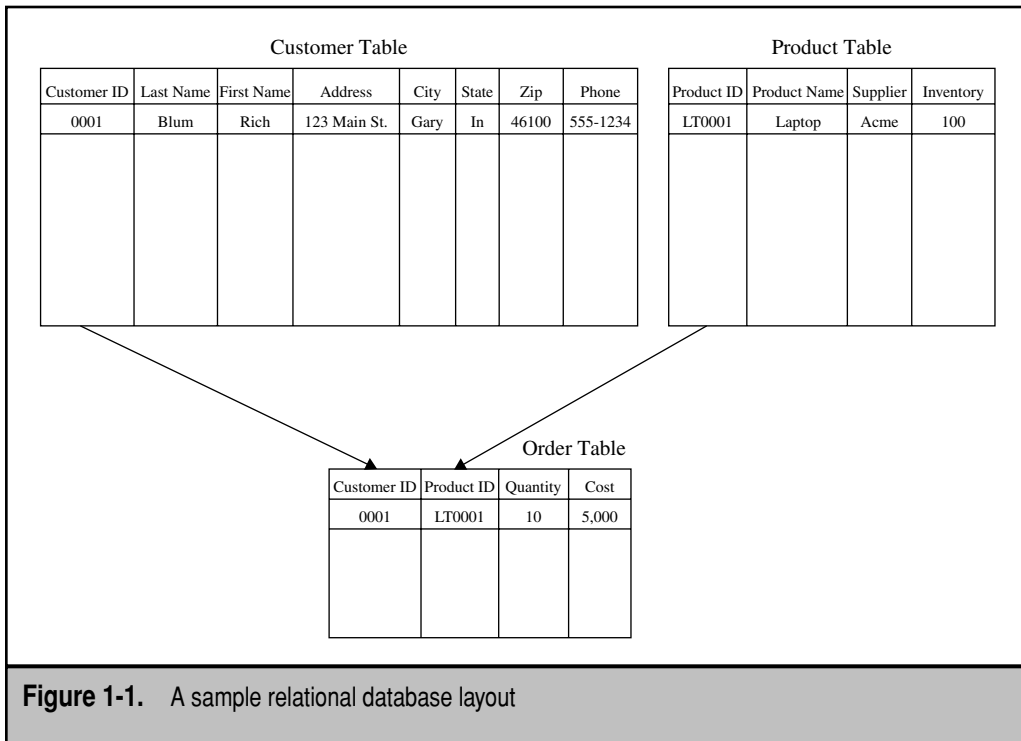 Customer Table
Customer ID Last Name First Name Address City State Zip Phone
0001 Blum Rich 123 Main St. Gary In 46100 555-1234
Product Table
Product ID Product Name Supplier Inventory
LT0001 Laptop Acme 100
Order Table
Customer ID Product ID Quantity Cost
0001 LT0001 10 5,000
Figure 1-1. A sample relational database layout